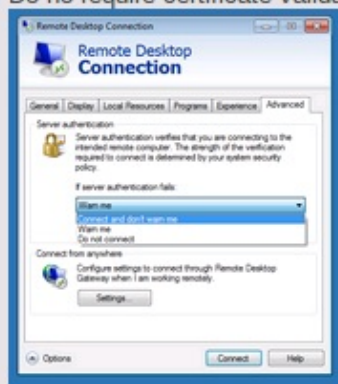 Do no require certificate valida
Remote Desktop Connection
Remote Desktop
Connection
General Display Local Resources Programs Experience Advanced
Server authentication
Server authentication verifies that you are connecting to the
intended remote computer. The strength of the verification
required to connect is determined by your system security
policy.
If server authentication fails:
Warn me
Connect and don't warn me
Warn me
Do not connect
Connect from anywhere
Configure settings to connect through Remote Desktop
Gateway when I am working remotely.
Settings...
Options
Connect
Help